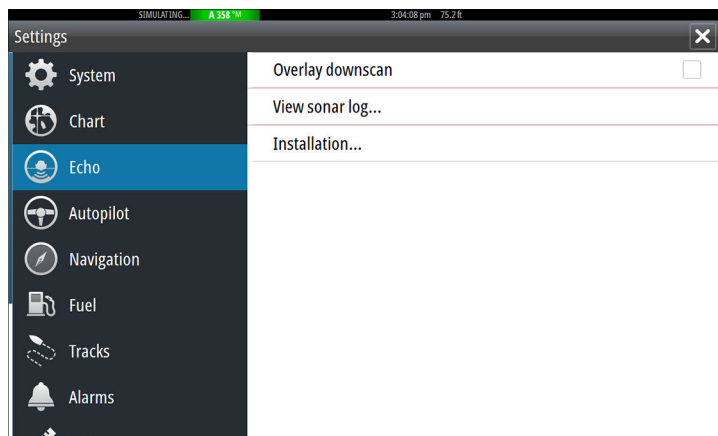 SIMULATING... A 358 °M 3:04:08 pm 75.2 ft
Settings
System
Overlay downscan
Chart
View sonar log...
Installation...
Echo
Autopilot
Navigation
Fuel
Tracks
Alarms